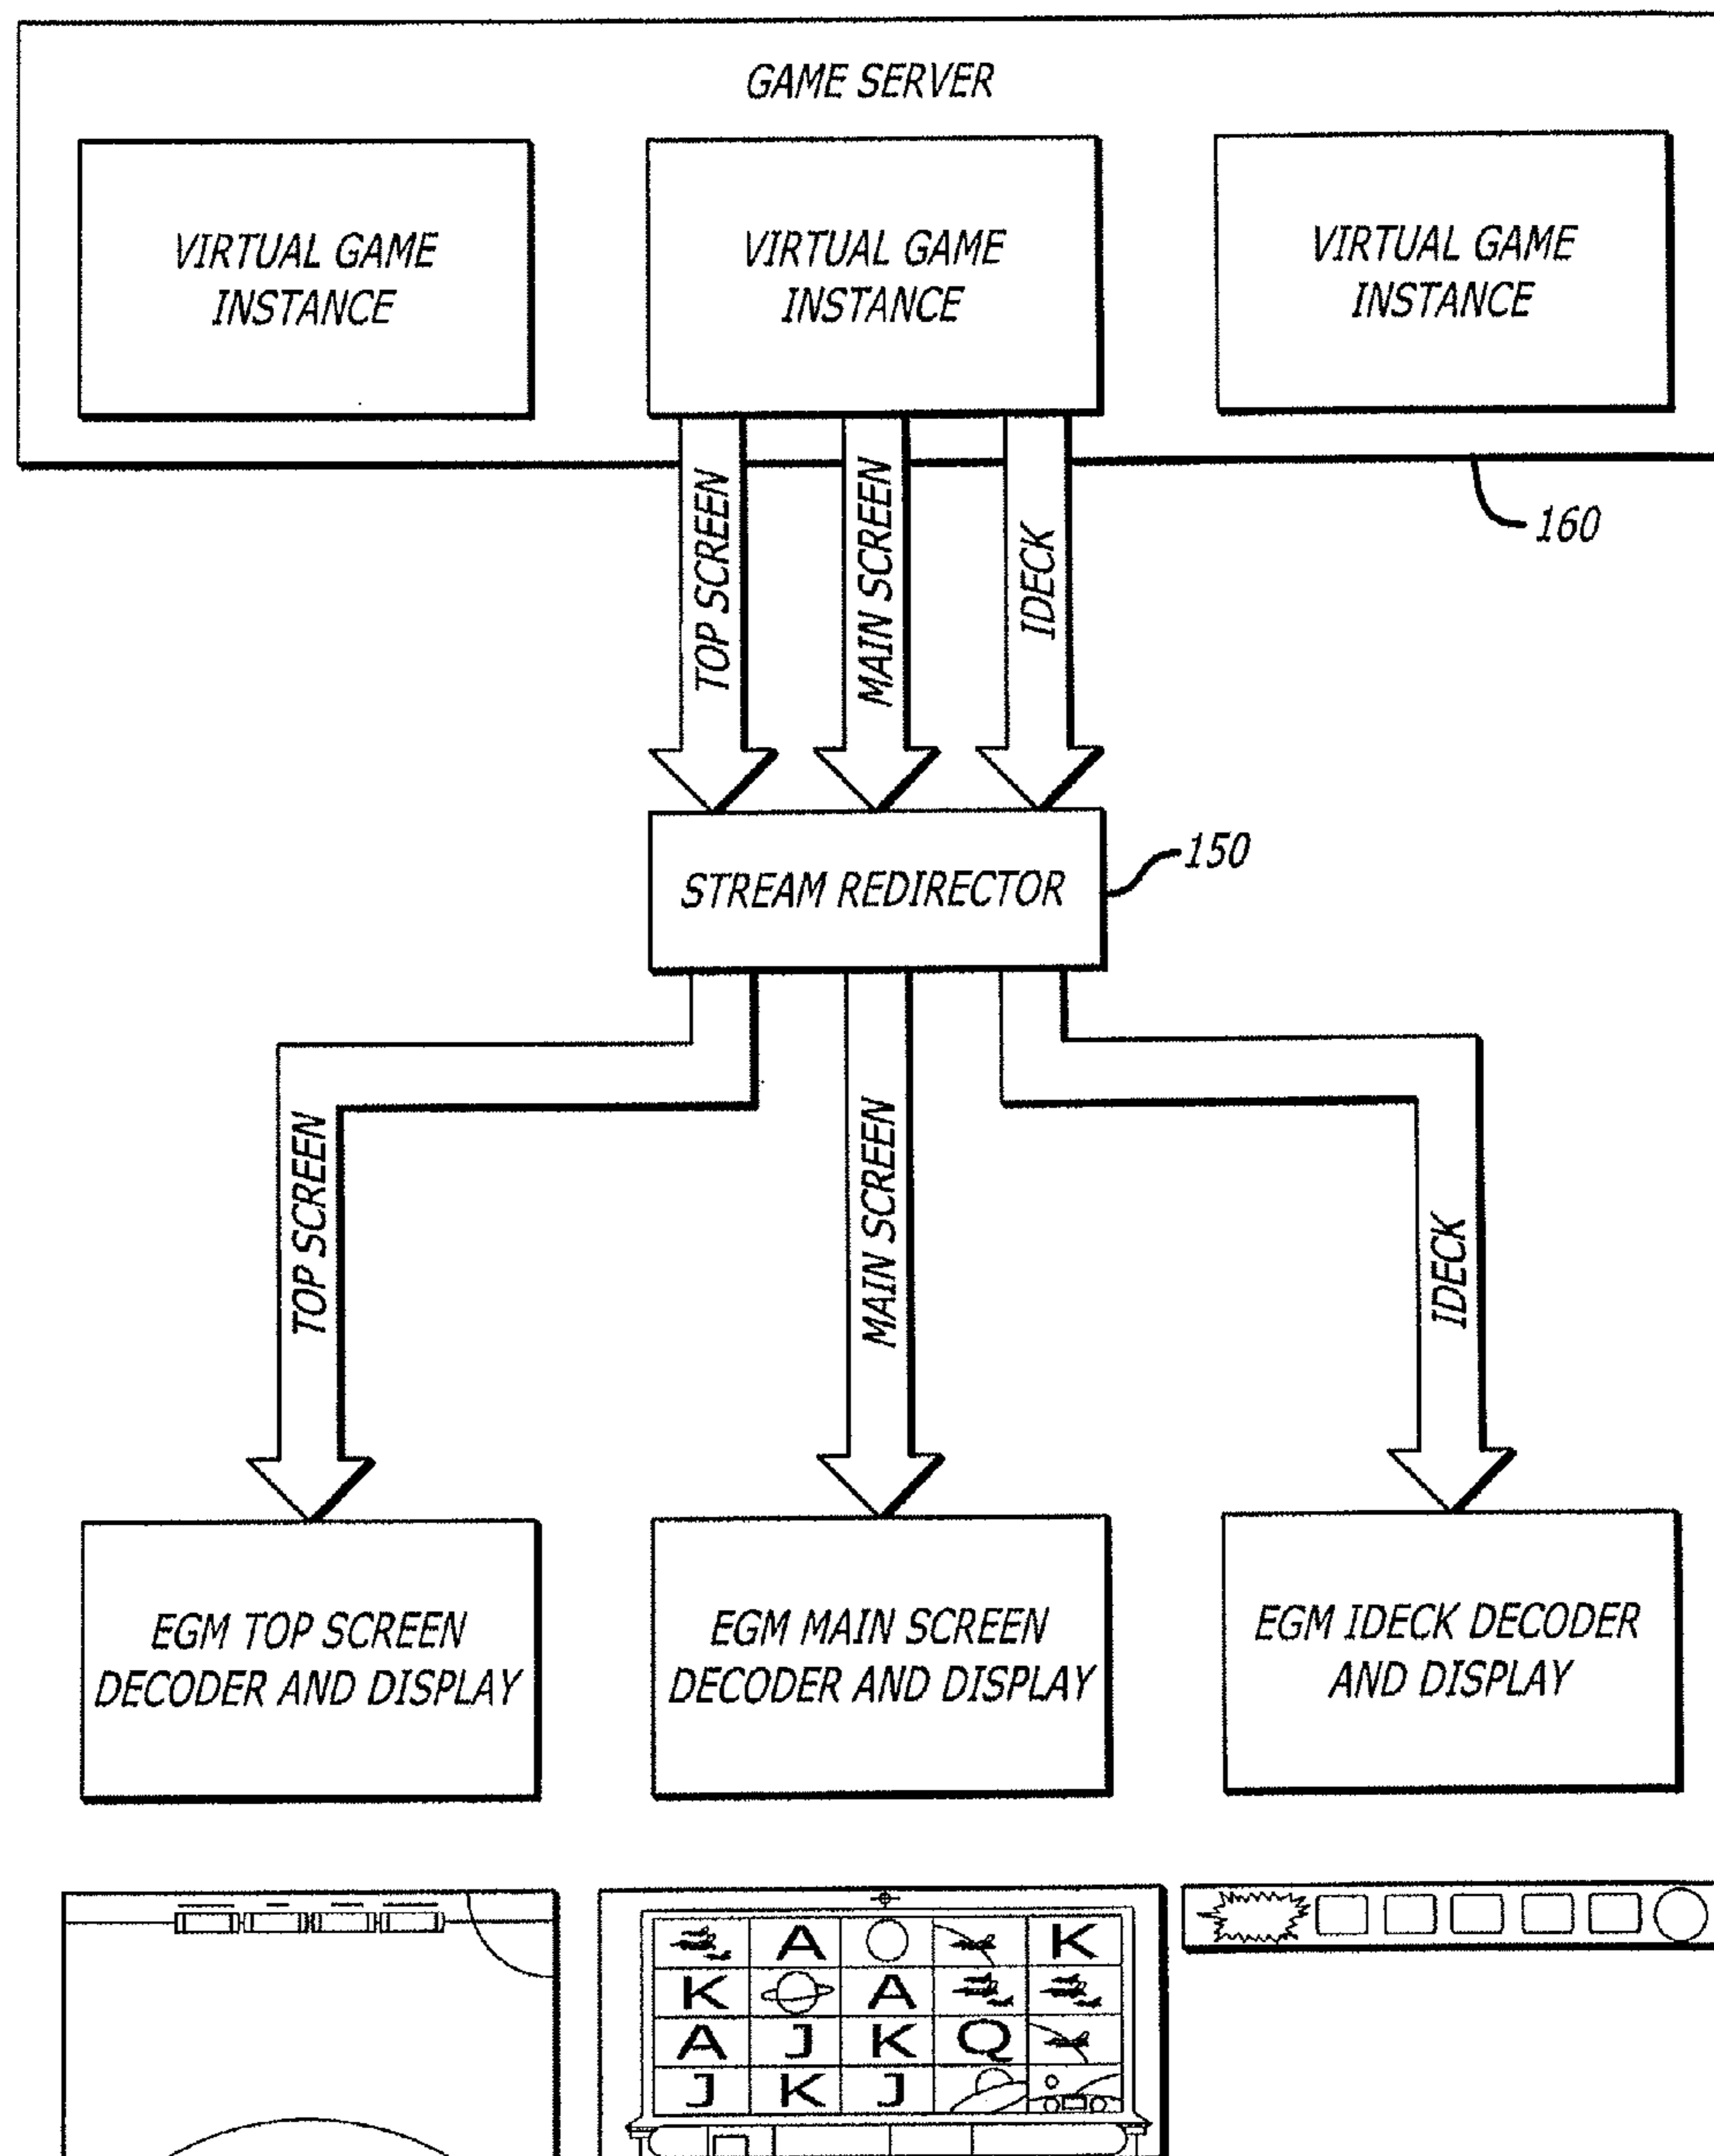 GAME SERVER
VIRTUAL GAME
INSTANCE
VIRTUAL GAME
INSTANCE
VIRTUAL GAME
INSTANCE
TOP SCREEN
MAIN SCREEN
IDECK
160
STREAM REDIRECTOR
150
TOP SCREEN
MAIN SCREEN
IDECK
EGM TOP SCREEN
DECODER AND DISPLAY
EGM MAIN SCREEN
DECODER AND DISPLAY
EGM IDECK DECODER
AND DISPLAY
A K
K A
A J K Q
J K J